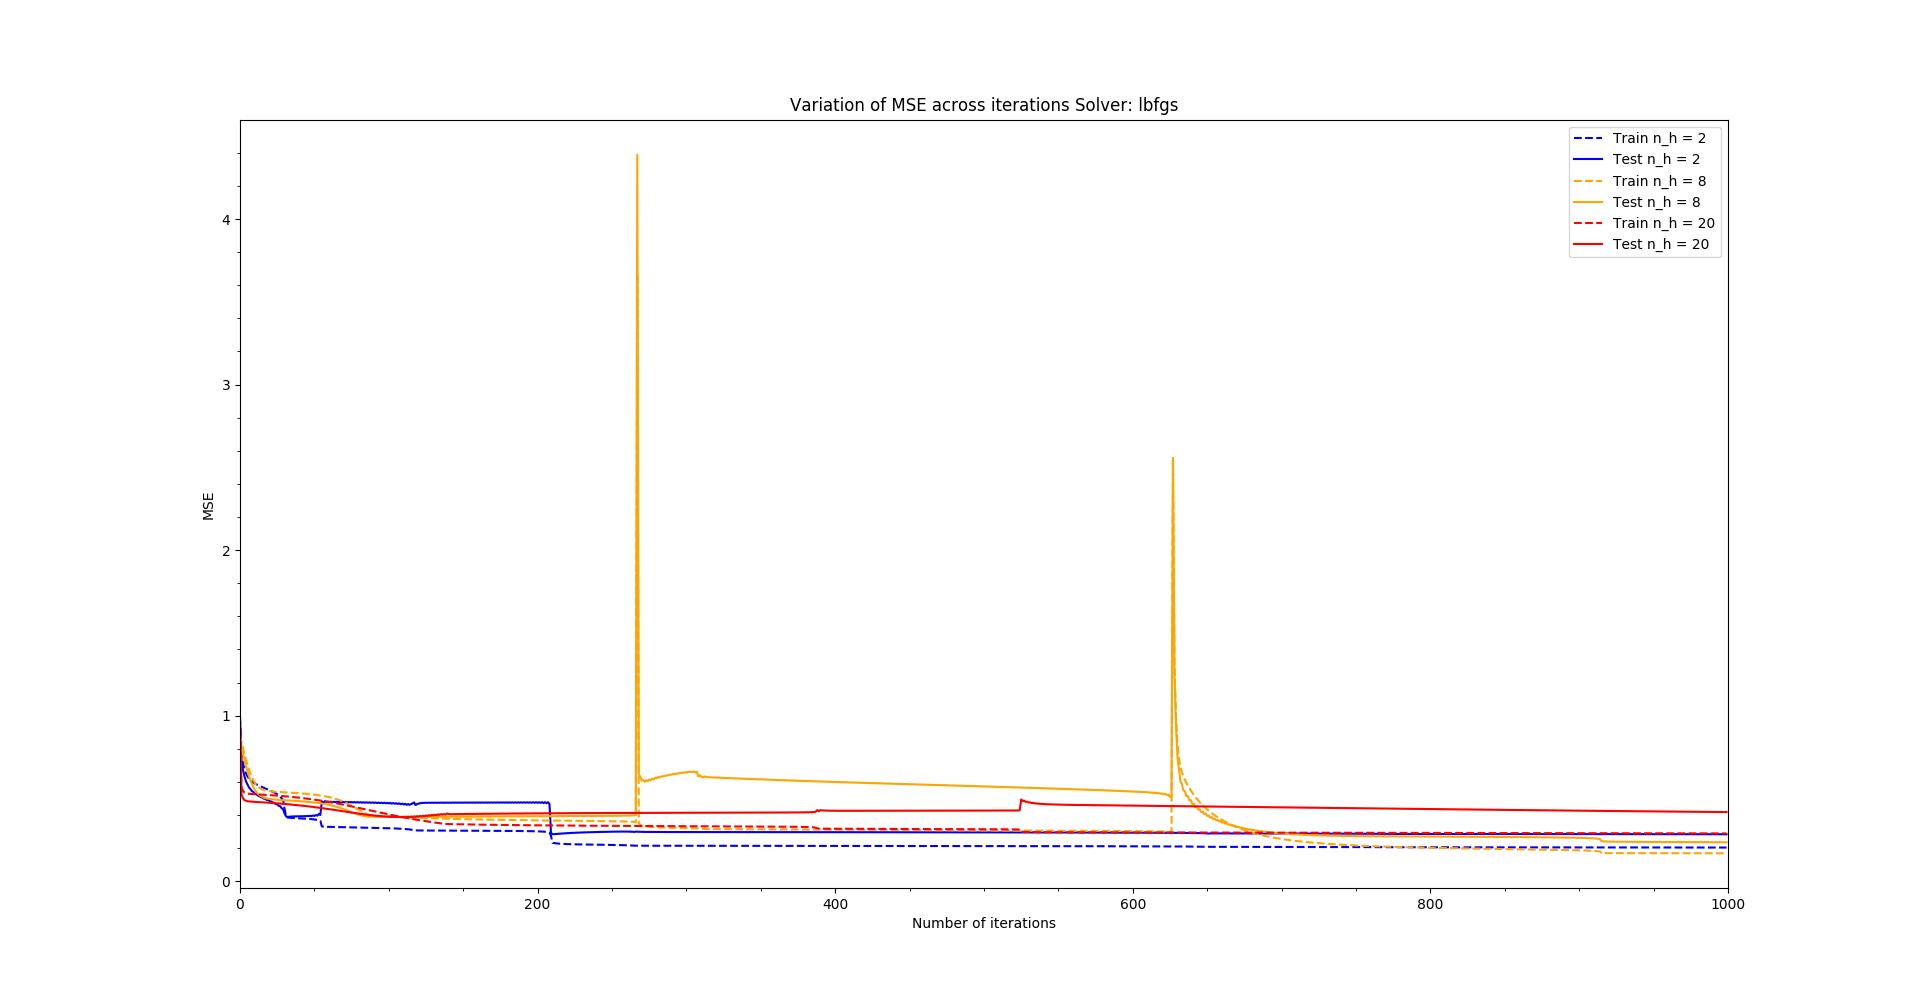 Variation of MSE across iterations Solver: lbfgs
Train n_h = 2
Test n_h = 2
Train n_h = 8
Test n_h = 8
Train n_h = 20
Test n_h = 20
MSE
4
3
2
1
0
0 200 400 600 800 1000
Number of iterations